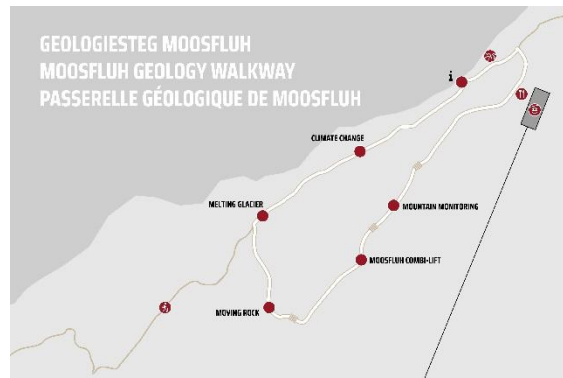 GEOLOGIESTEG MOOSFLUH
MOOSFLUH GEOLOGY WALKWAY
PASSERELLE GÉOLOGIQUE DE MOOSFLUH
i
CLIMATE CHANGE
MELTING GLACIER
MOUNTAIN MONITORING
MOOSFLUH COMBI-LIFT
MOVING ROCK